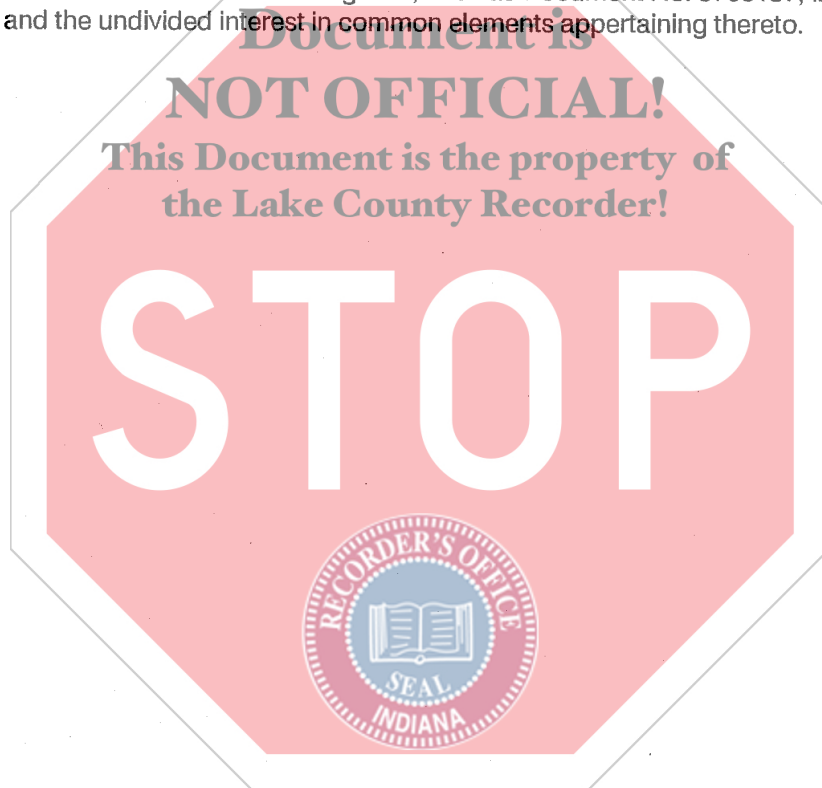 and the undivided interest in common elements appertaining thereto.
Document is
NOT OFFICIAL!
This Document is the property of
the Lake County Recorder!
STOP
RECORDER'S OFFICE
SEAL
INDIANA